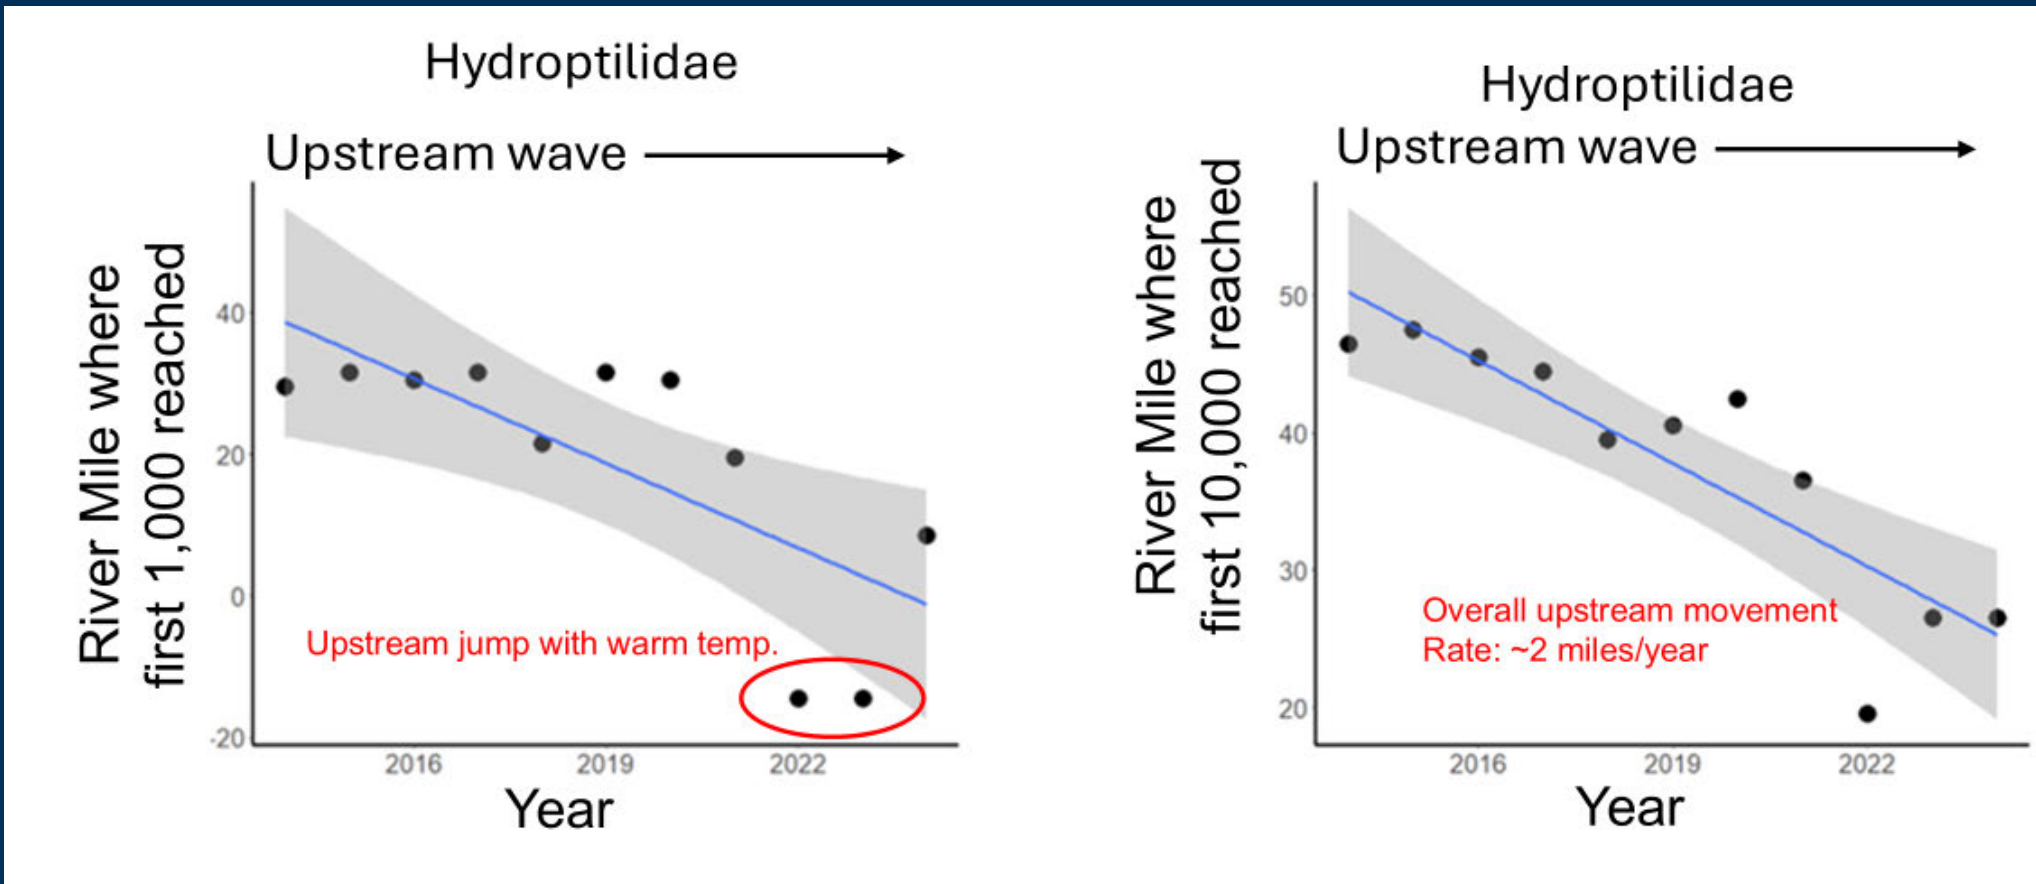 Hydroptilidae
Upstream wave
River Mile where
first 1,000 reached
40
20
0
-20
Upstream jump with warm temp.
2016
2019
2022
Year
Hydroptilidae
Upstream wave
River Mile where
first 10,000 reached
50
40
30
20
Overall upstream movement
Rate: ~2 miles/year
2016
2019
2022
Year